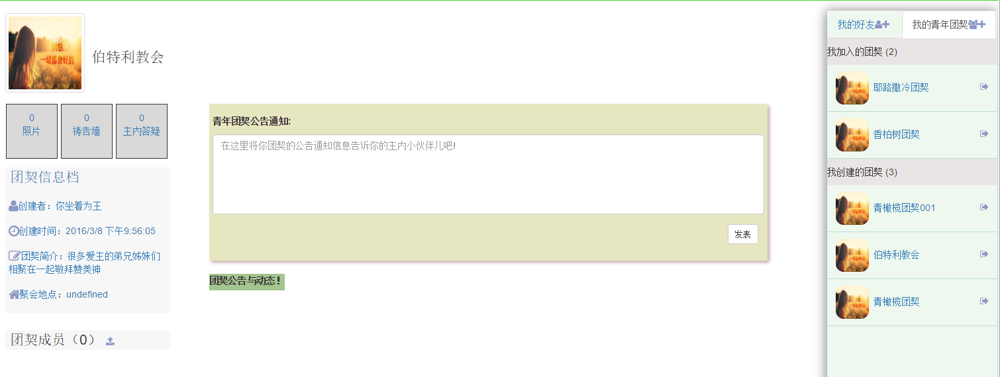 别怕,
一切都會好的
伯特利教会
0
照片
0
祷告墙
0
主内答疑
团契信息档
创建者：你坐着为王
创建时间：2016/3/8 下午9:56:05
团契简介：很多爱主的弟兄姊妹们
相聚在一起敬拜赞美神
聚会地点：undefined
团契成员（0）
青年团契公告通知:
在这里将你团契的公告通知信息告诉你的主内小伙伴儿吧!
发表
团契公告与动态！
我的好友
我的青年团契
我加入的团契 (2)
耶路撒冷团契
香柏树团契
我创建的团契 (3)
青橄榄团契001
伯特利教会
青橄榄团契